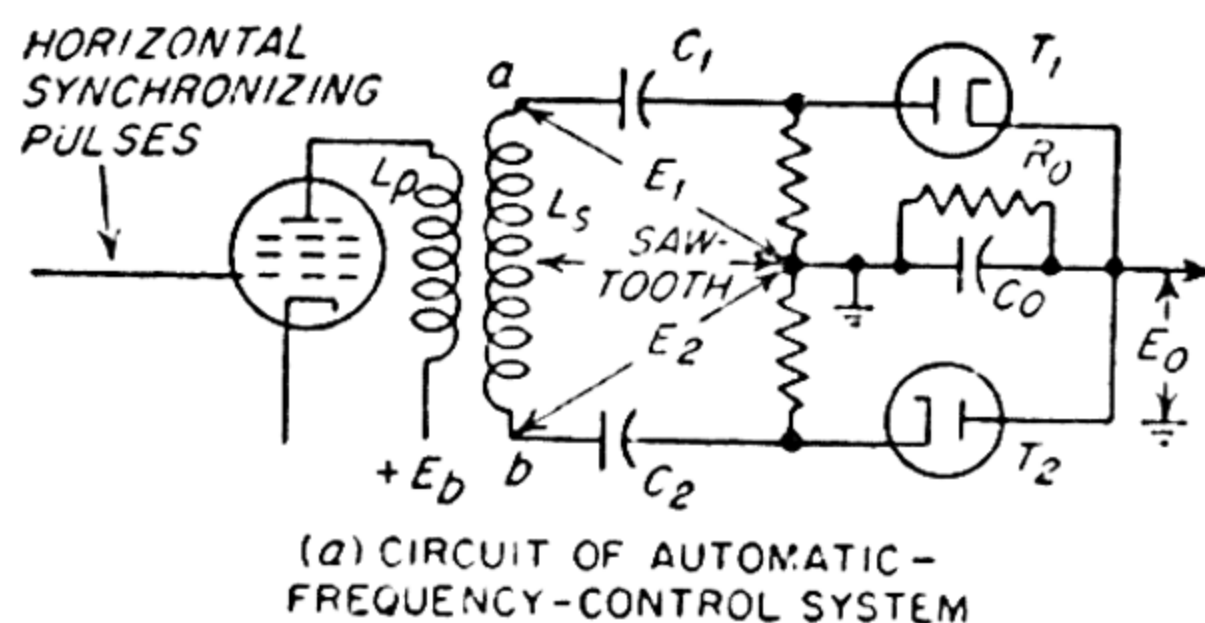 HORIZONTAL
SYNCHRONIZING
PULSES
a
C1
T1
Lp
E1
R0
Ls
SAW-
TOOTH
C0
E2
E0
+ Eb
b
C2
T2
(a) CIRCUIT OF AUTOMATIC-
FREQUENCY-CONTROL SYSTEM